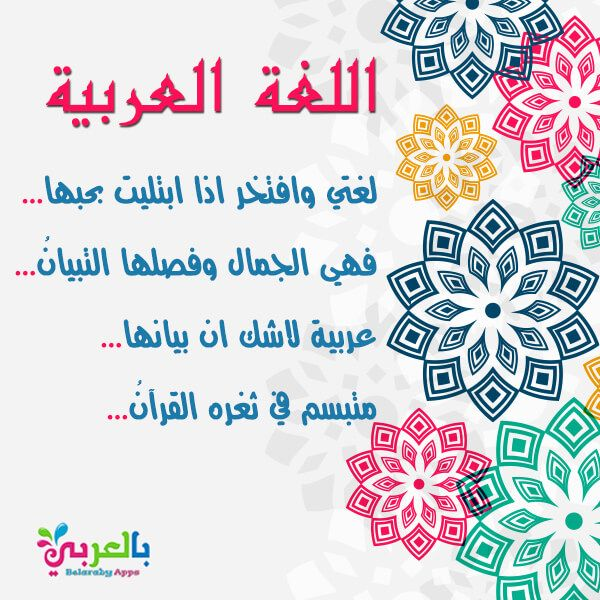 اللغة العربية
لغتي وافتخر اذا ابتليت بحبها...
فهي الجمال وفصلها التبيانُ...
عربية لاشك ان بيانها...
متبسم في ثغره القرآنُ...
بالعربي
Belaraby Apps